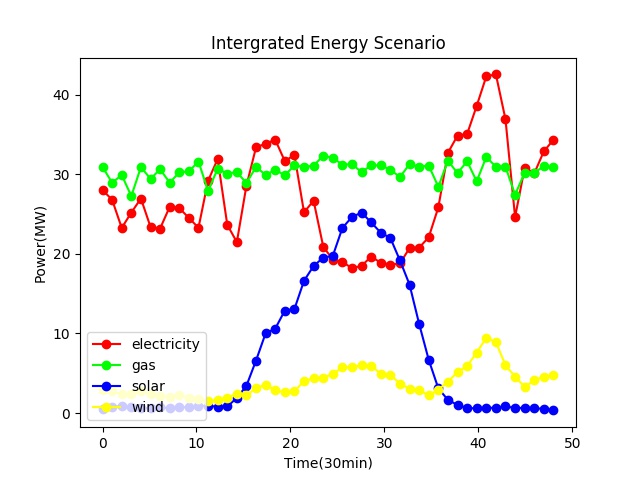 Intergrated Energy Scenario
Power(MW)
40
30
20
10
0
electricity
gas
solar
wind
0 10 20 30 40 50
Time(30min)